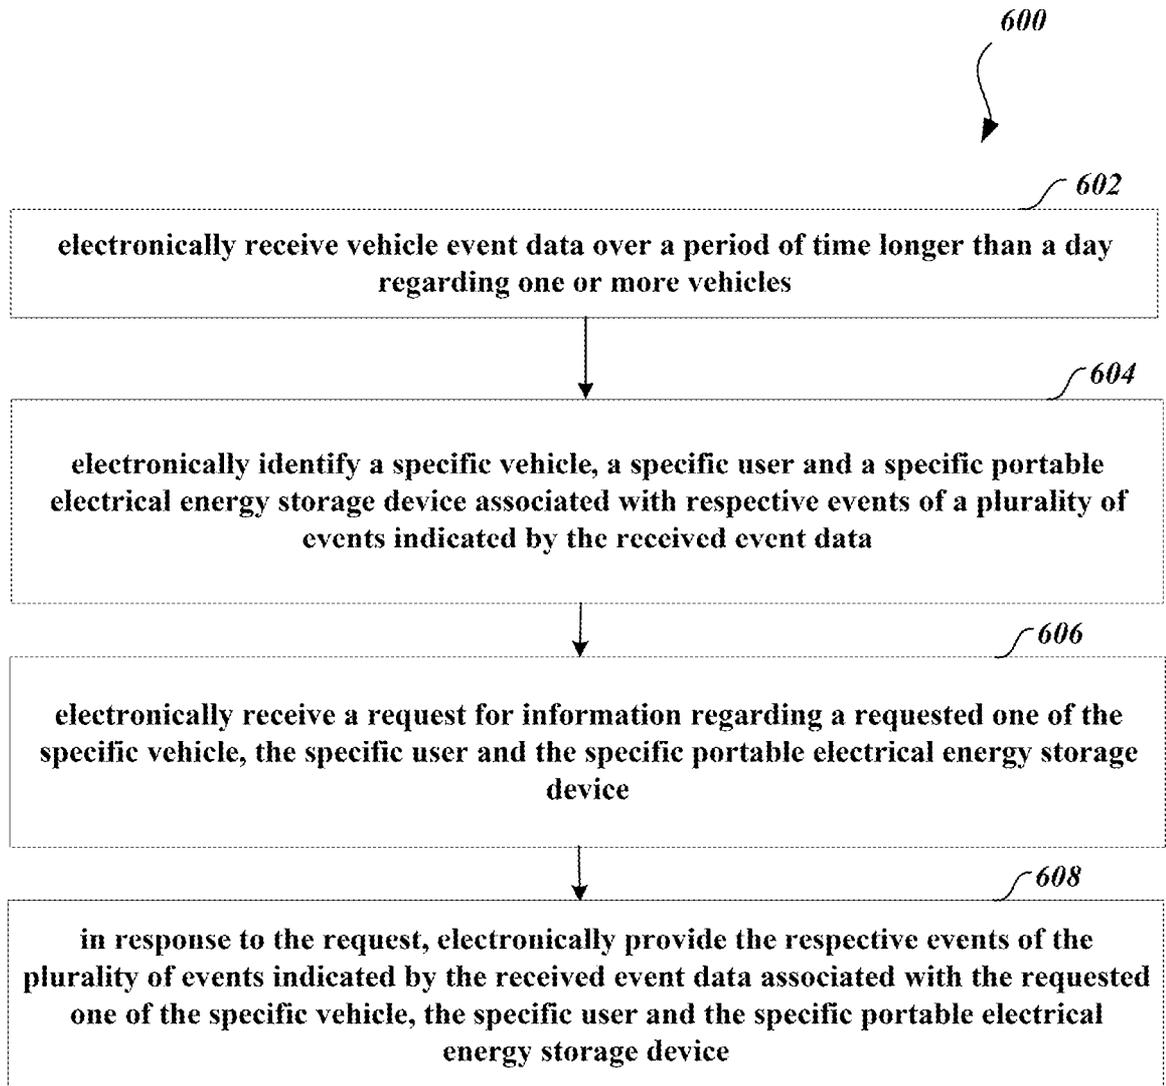 600
602
electronically receive vehicle event data over a period of time longer than a day
regarding one or more vehicles
604
electronically identify a specific vehicle, a specific user and a specific portable
electrical energy storage device associated with respective events of a plurality of
events indicated by the received event data
606
electronically receive a request for information regarding a requested one of the
specific vehicle, the specific user and the specific portable electrical energy storage
device
608
in response to the request, electronically provide the respective events of the
plurality of events indicated by the received event data associated with the requested
one of the specific vehicle, the specific user and the specific portable electrical
energy storage device